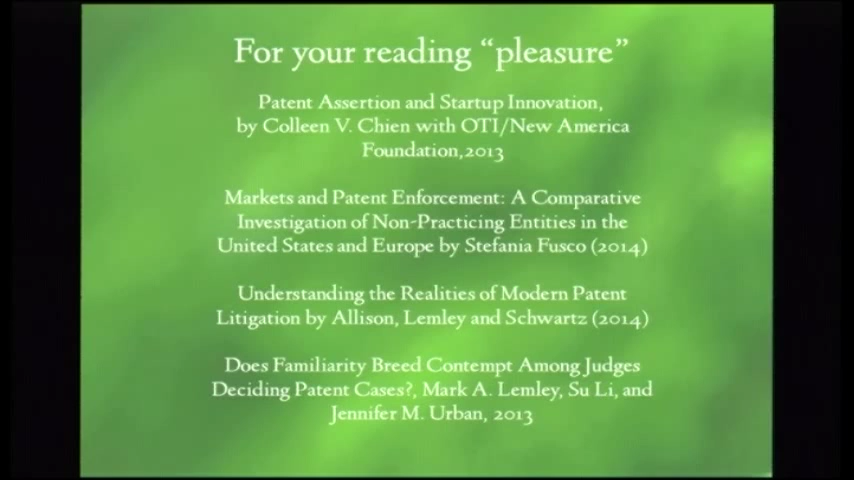 For your reading “pleasure”
Patent Assertion and Startup Innovation,
by Colleen V. Chien with OTI/New America
Foundation,2013
Markets and Patent Enforcement: A Comparative
Investigation of Non-Practicing Entities in the
United States and Europe by Stefania Fusco (2014)
Understanding the Realities of Modern Patent
Litigation by Allison, Lemley and Schwartz (2014)
Does Familiarity Breed Contempt Among Judges
Deciding Patent Cases?, Mark A. Lemley, Su Li, and
Jennifer M. Urban, 2013